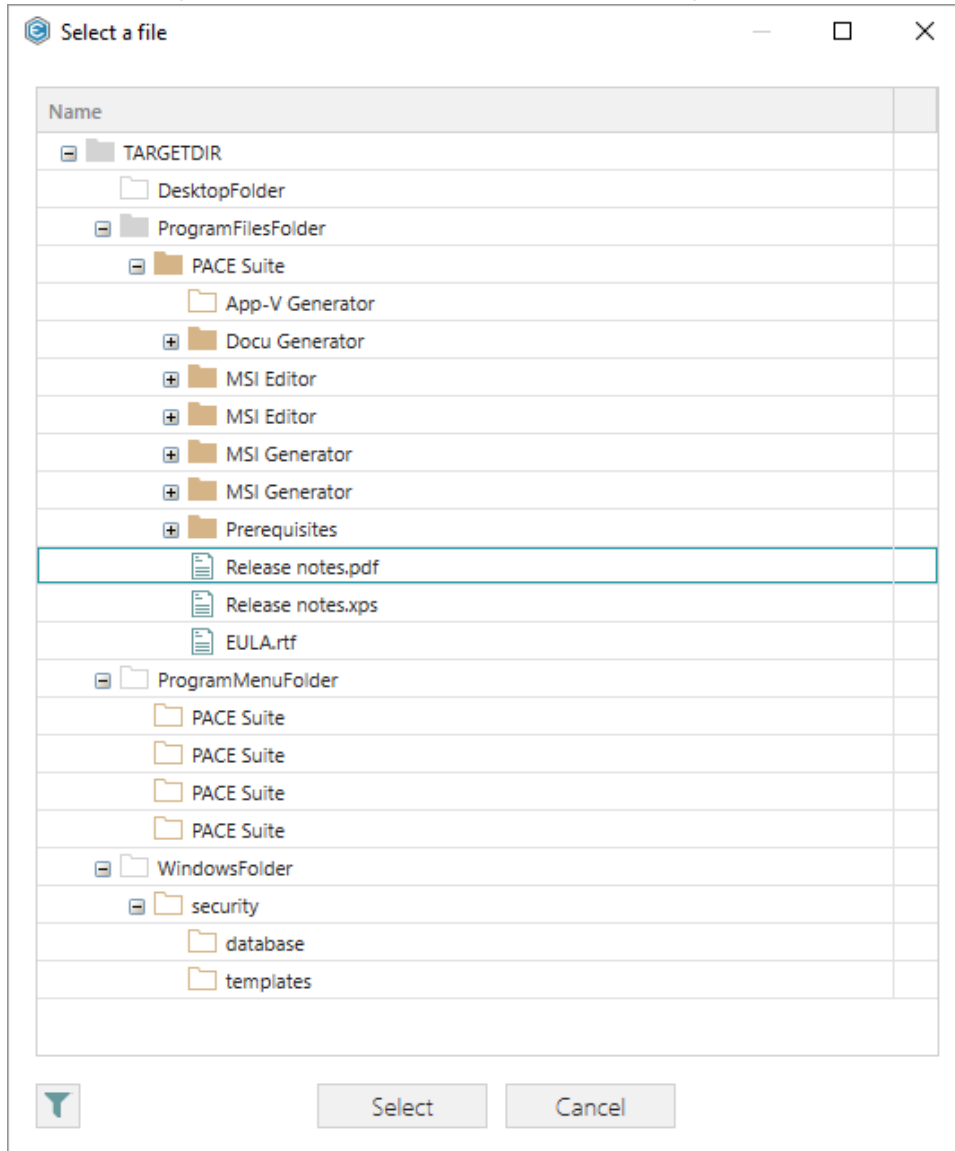 Select a file
Name
TARGETDIR
DesktopFolder
ProgramFilesFolder
PACE Suite
App-V Generator
Docu Generator
MSI Editor
MSI Editor
MSI Generator
MSI Generator
Prerequisites
Release notes.pdf
Release notes.xps
EULA.rtf
ProgramMenuFolder
PACE Suite
PACE Suite
PACE Suite
PACE Suite
WindowsFolder
security
database
templates
Select Cancel